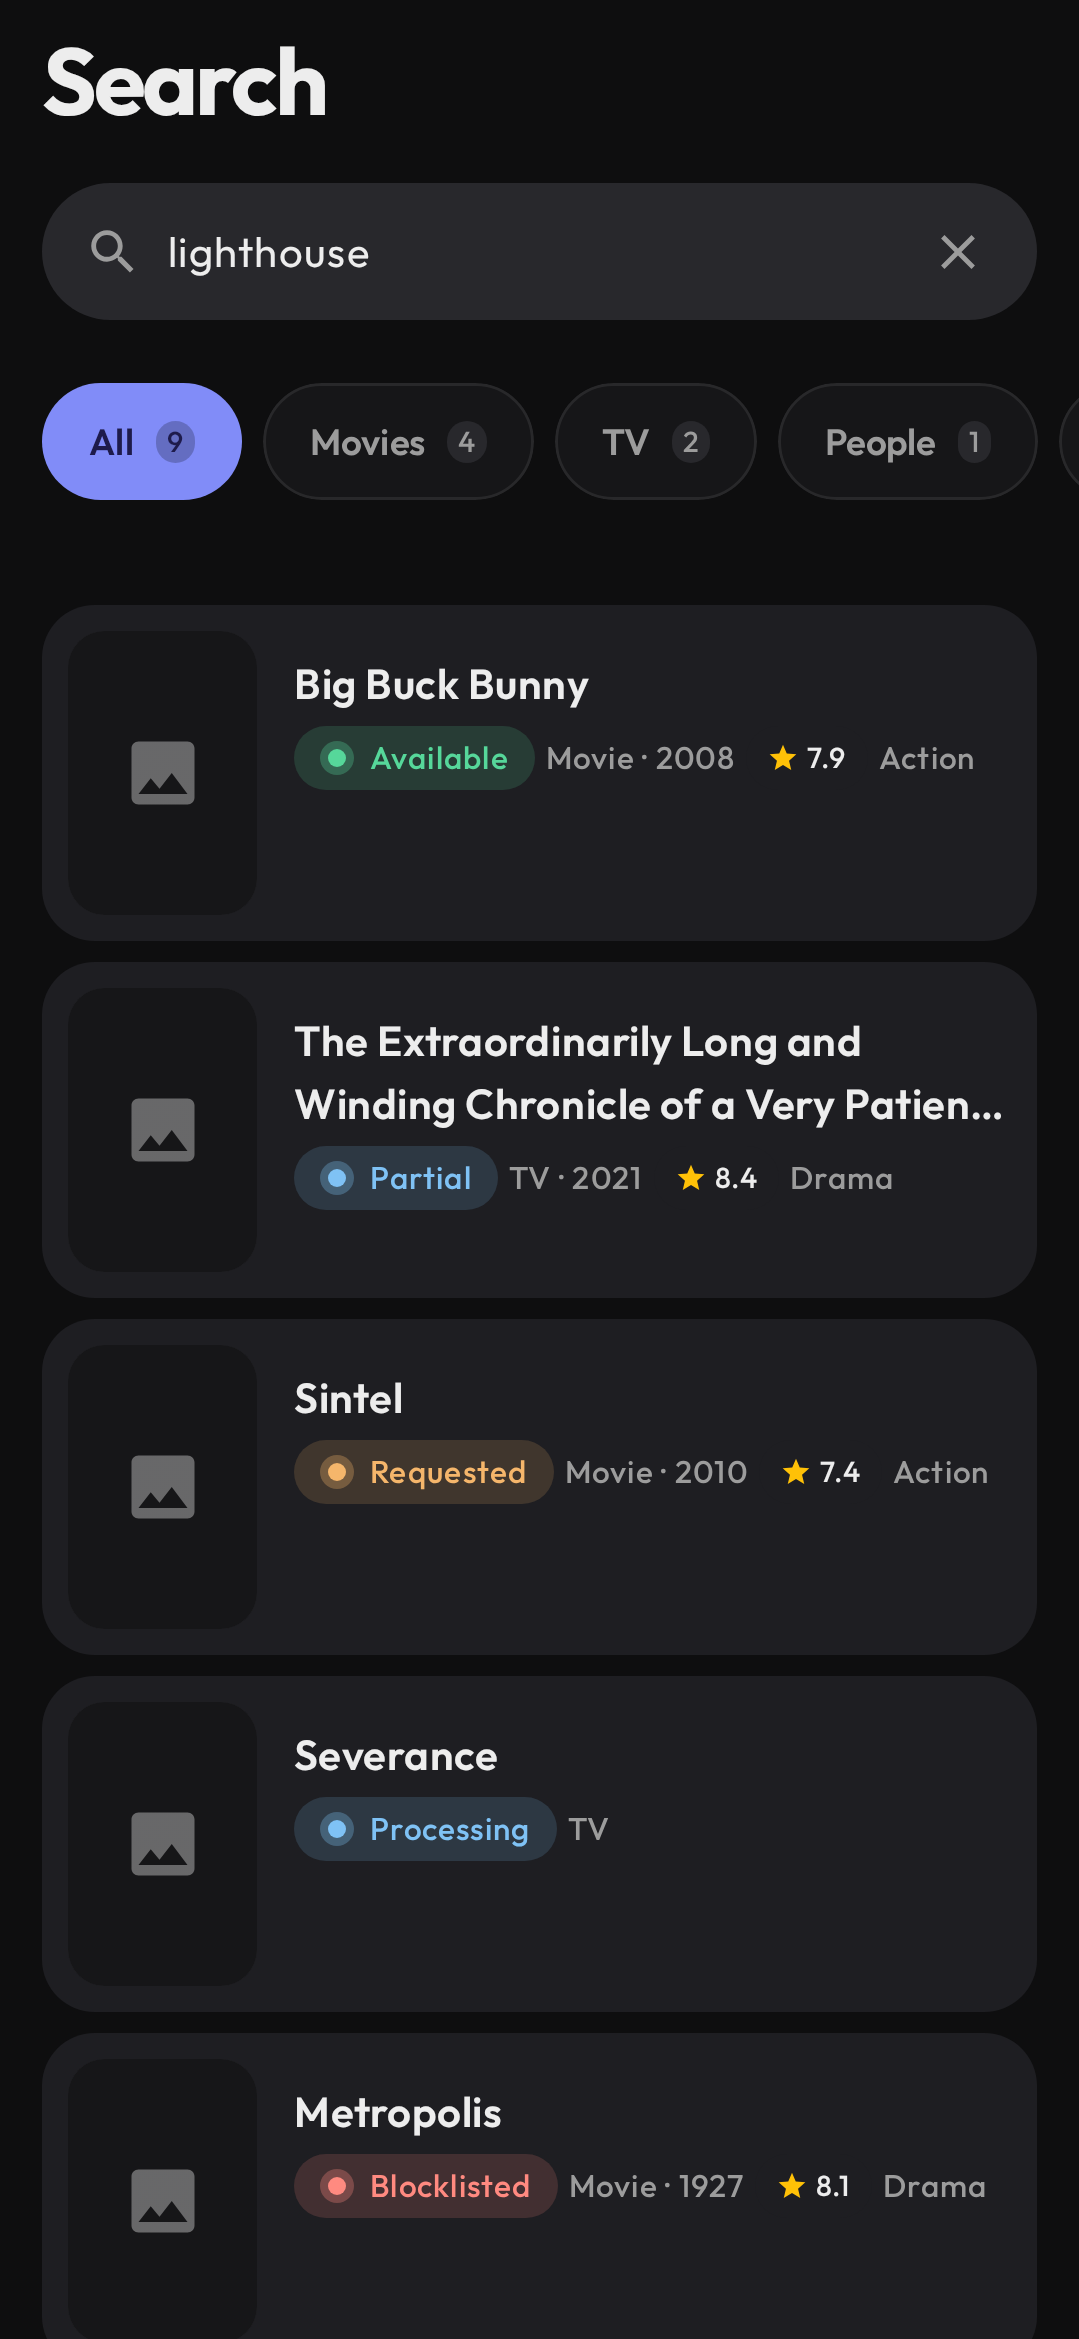 Search
lighthouse
All 9 Movies 4 TV 2 People 1
Big Buck Bunny
Available Movie · 2008 7.9 Action
The Extraordinarily Long and
Winding Chronicle of a Very Patien...
Partial TV · 2021 8.4 Drama
Sintel
Requested Movie · 2010 7.4 Action
Severance
Processing TV
Metropolis
Blocklisted Movie · 1927 8.1 Drama